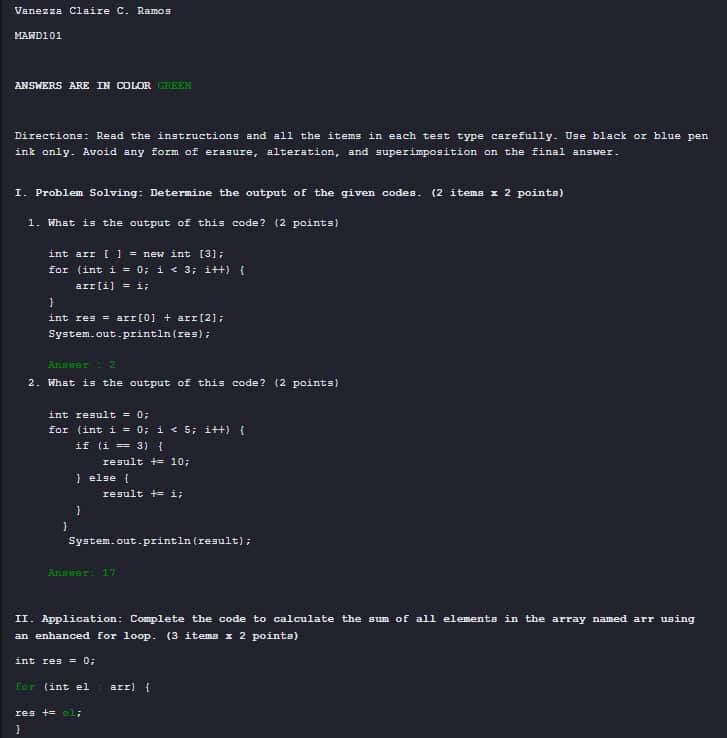 Vanezza Claire C. Ramos
MAWD101
ANSWERS ARE IN COLOR GREEN
Directions: Read the instructions and all the items in each test type carefully. Use black or blue pen
ink only. Avoid any form of erasure, alteration, and superimposition on the final answer.
I. Problem Solving: Determine the output of the given codes. (2 items x 2 points)
1. What is the output of this code? (2 points)
int arr [ ] = new int [3];
for (int i = 0; i < 3; i++) {
arr[i] = i;
}
int res = arr[0] + arr[2];
System.out.println(res);
Answer : 2
2. What is the output of this code? (2 points)
int result = 0;
for (int i = 0; i < 5; i++) {
if (i == 3) {
result += 10;
} else {
result += i;
}
}
System.out.println(result);
Answer: 17
II. Application: Complete the code to calculate the sum of all elements in the array named arr using
an enhanced for loop. (3 items x 2 points)
int res = 0;
for (int el : arr) {
res += el;
}